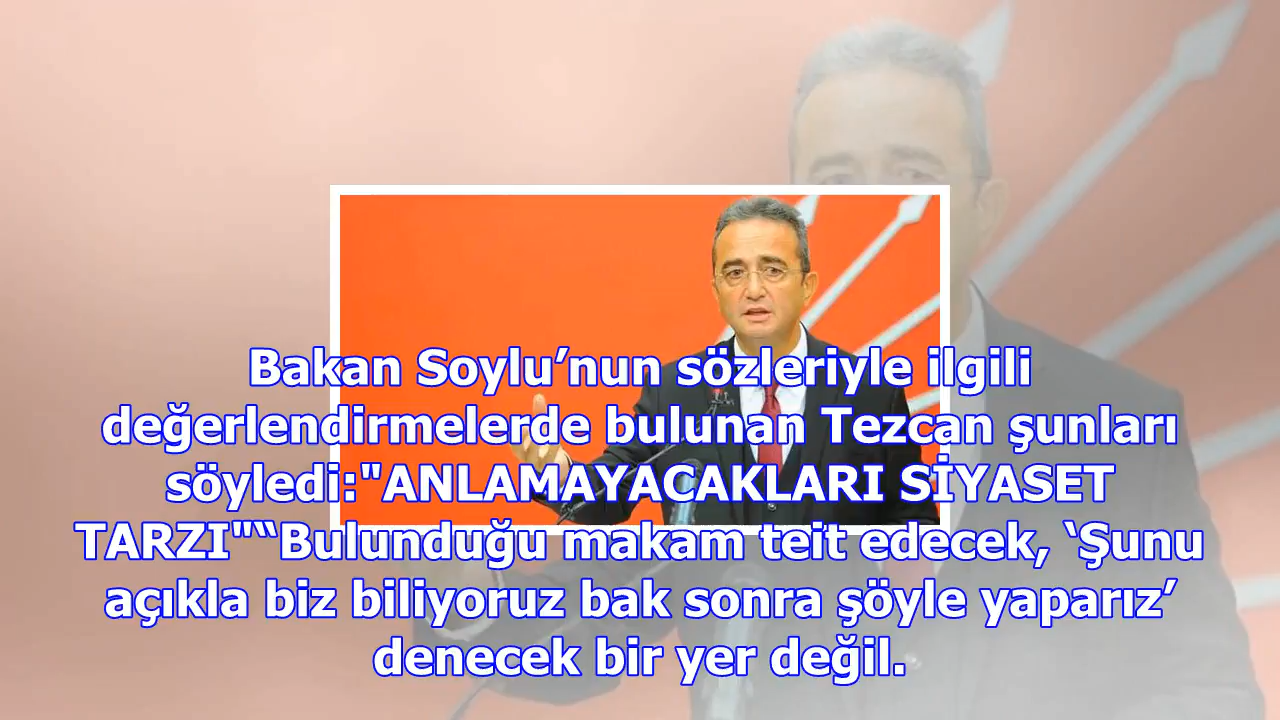 Bakan Soylu’nun sözleriyle ilgili
değerlendirmelerde bulunan Tezcan şunları
söyledi:"ANLAMAYACAKLARI SİYASET
TARZI"“Bulunduğu makam teit edecek, ‘Şunu
açıkla biz biliyoruz bak sonra şöyle yaparız’
denecek bir yer değil.